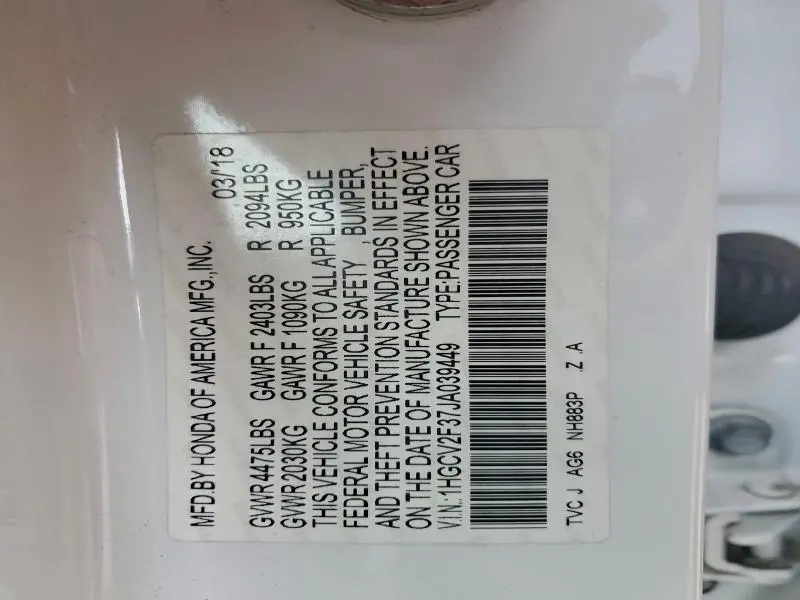 MFD.BY HONDA OF AMERICA MFG.,INC. 03/18
GVWR4475LBS GAWR F 2403LBS R 2094LBS
GVWR2030KG GAWR F 1090KG R 950KG
THIS VEHICLE CONFORMS TO ALL APPLICABLE
FEDERAL MOTOR VEHICLE SAFETY , BUMPER,
AND THEFT PREVENTION STANDARDS IN EFFECT
ON THE DATE OF MANUFACTURE SHOWN ABOVE.
V.I.N:1HGCV2F37JA039449 TYPE:PASSENGER CAR
TVC J AG6 NH883P .Z .A